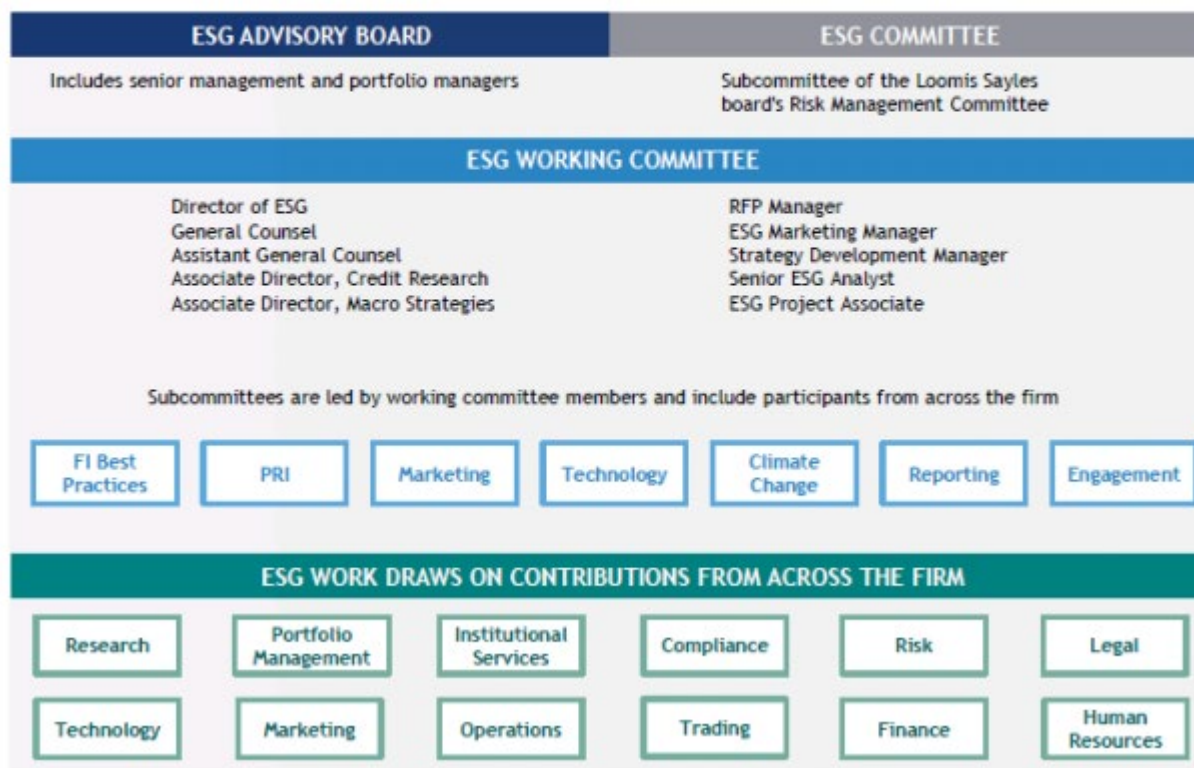 ESG ADVISORY BOARD
ESG COMMITTEE
Includes senior management and portfolio managers
Subcommittee of the Loomis Sayles
board's Risk Management Committee
ESG WORKING COMMITTEE
Director of ESG
General Counsel
Assistant General Counsel
Associate Director, Credit Research
Associate Director, Macro Strategies
RFP Manager
ESG Marketing Manager
Strategy Development Manager
Senior ESG Analyst
ESG Project Associate
Subcommittees are led by working committee members and include participants from across the firm
FI Best
Practices
PRI
Marketing
Technology
Climate
Change
Reporting
Engagement
ESG WORK DRAWS ON CONTRIBUTIONS FROM ACROSS THE FIRM
Research
Portfolio
Management
Institutional
Services
Compliance
Risk
Legal
Technology
Marketing
Operations
Trading
Finance
Human
Resources